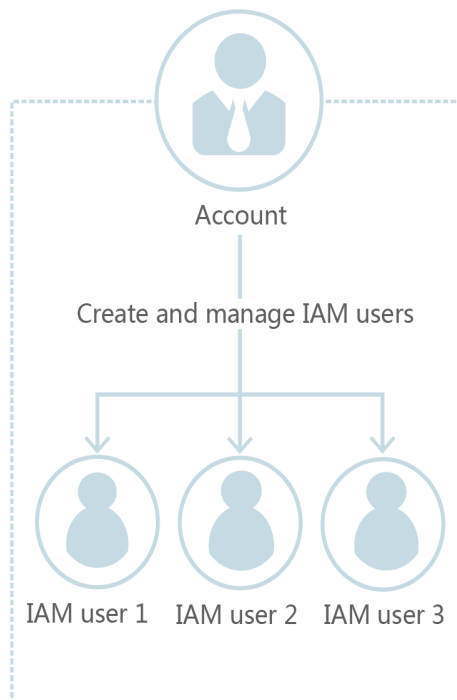 Account
Create and manage IAM users
IAM user 1
IAM user 2
IAM user 3